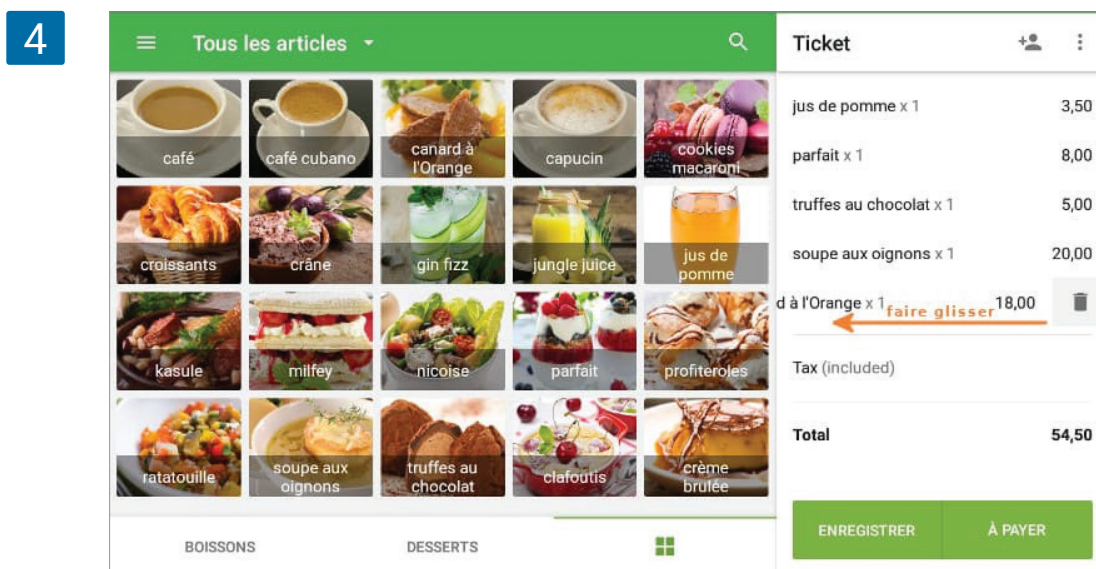 4
Tous les articles
Ticket
jus de pomme x 1 3,50
parfait x 1 8,00
truffes au chocolat x 1 5,00
soupe aux oignons x 1 20,00
d à l'Orange x 1 18,00
faire glisser
Tax (included)
Total 54,50
ENREGISTRER À PAYER
café
café cubano
canard à
l'Orange
capucin
cookies
macaroni
croissants
crâne
gin fizz
jungle juice
jus de
pomme
kasule
milfey
nicoise
parfait
profiteroles
ratatouille
soupe aux
oignons
truffes au
chocolat
clafoutis
crème
brulée
BOISSONS DESSERTS